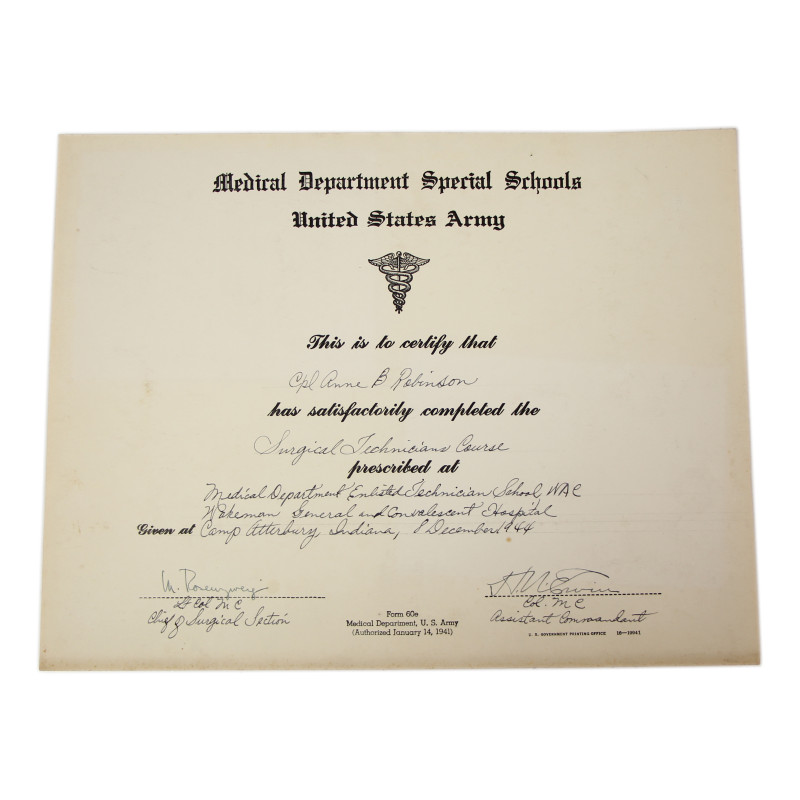 Medical Department Special Schools
United States Army
This is to certify that
Cpl Anne B Robinson
has satisfactorily completed the
Surgical Technicians Course
prescribed at
Medical Department Enlisted Technician School, WAC
Wakeman General and Convalescent Hospital
Given at Camp Atterbury, Indiana, 8 December 1944
M. Rosenzweig
Lt Col MC
Chief of Surgical Section
Form 60e
Medical Department, U. S. Army
(Authorized January 14, 1941)
Col. MC
Assistant Commandant
U. S. GOVERNMENT PRINTING OFFICE